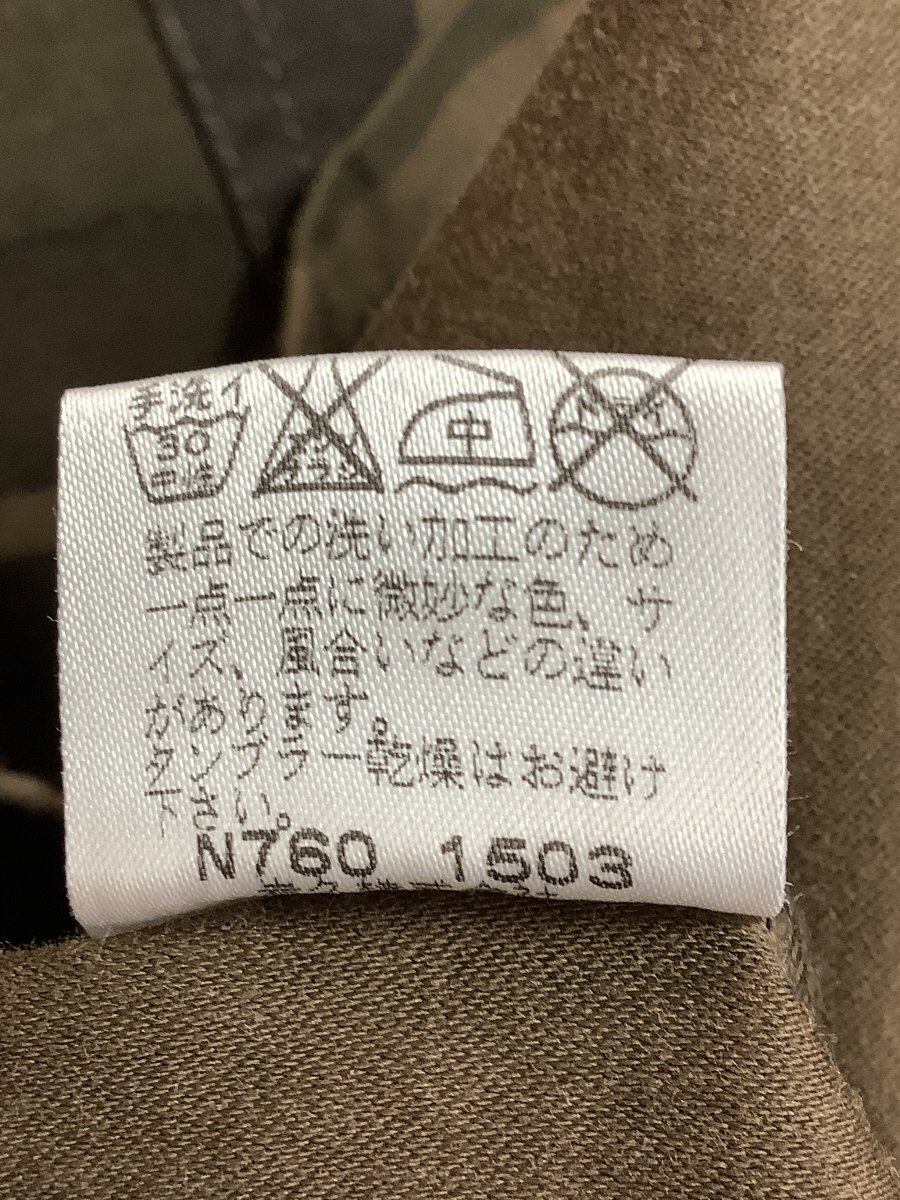 手洗イ
30
中
ドライ
製品での洗い加工のため
一点一点に微妙な色、サ
イズ、風合いなどの違い
があります。
タンブラー乾燥はお避け
下さい。
N760 1503